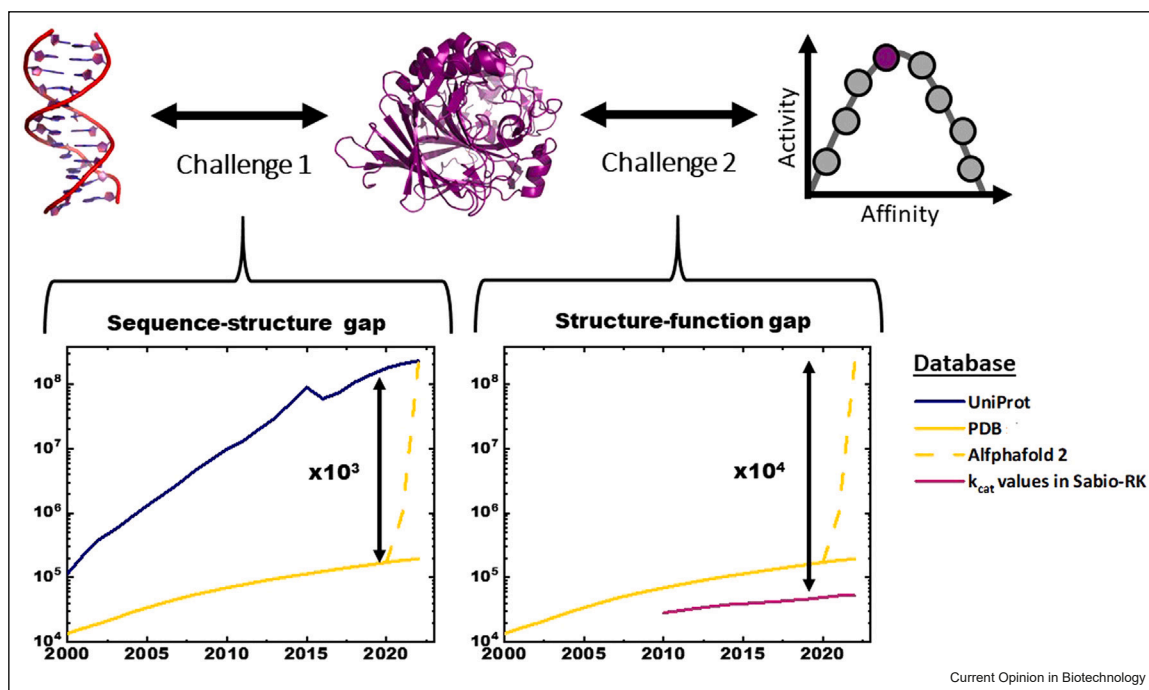 Challenge 1
Challenge 2
Activity
Affinity
Sequence-structure gap
10⁸
10⁷
10⁶
10⁵
10⁴
x10³
2000
2005
2010
2015
2020
Structure-function gap
10⁸
10⁷
10⁶
10⁵
10⁴
x10⁴
2000
2005
2010
2015
2020
Database
UniProt
PDB
Alfphafold 2
kcat values in Sabio-RK
Current Opinion in Biotechnology